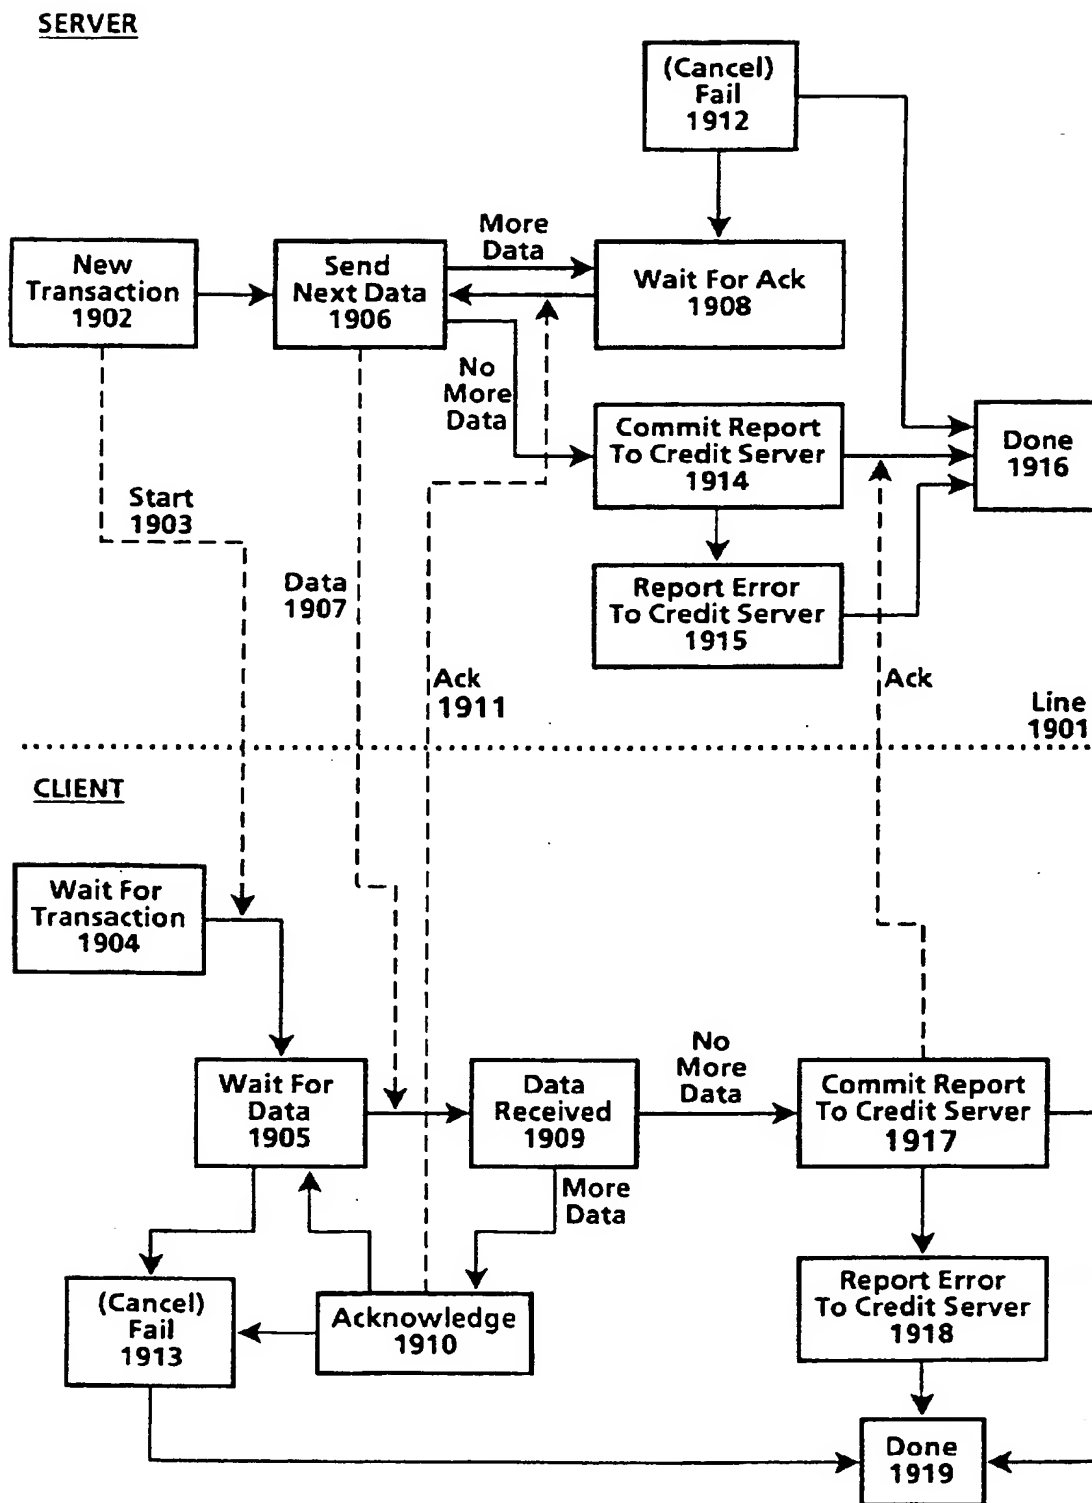 SERVER
(Cancel)
Fail
1912
New
Transaction
1902
Send
Next Data
1906
More
Data
Wait For Ack
1908
No
More
Data
Commit Report
To Credit Server
1914
Done
1916
Start
1903
Data
1907
Report Error
To Credit Server
1915
Ack
1911
Ack
Line
1901
CLIENT
Wait For
Transaction
1904
Wait For
Data
1905
Data
Received
1909
No
More
Data
Commit Report
To Credit Server
1917
More
Data
(Cancel)
Fail
1913
Acknowledge
1910
Report Error
To Credit Server
1918
Done
1919